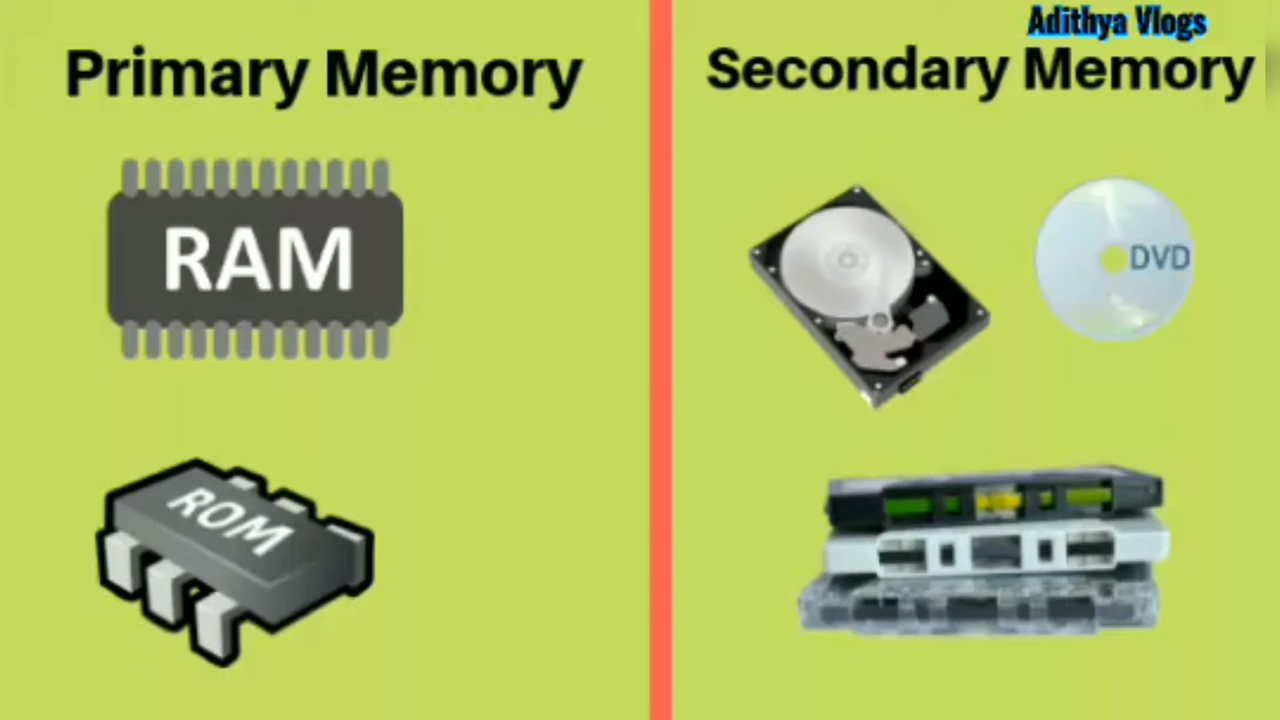 Adithya Vlogs
Primary Memory
Secondary Memory
RAM
DVD
ROM